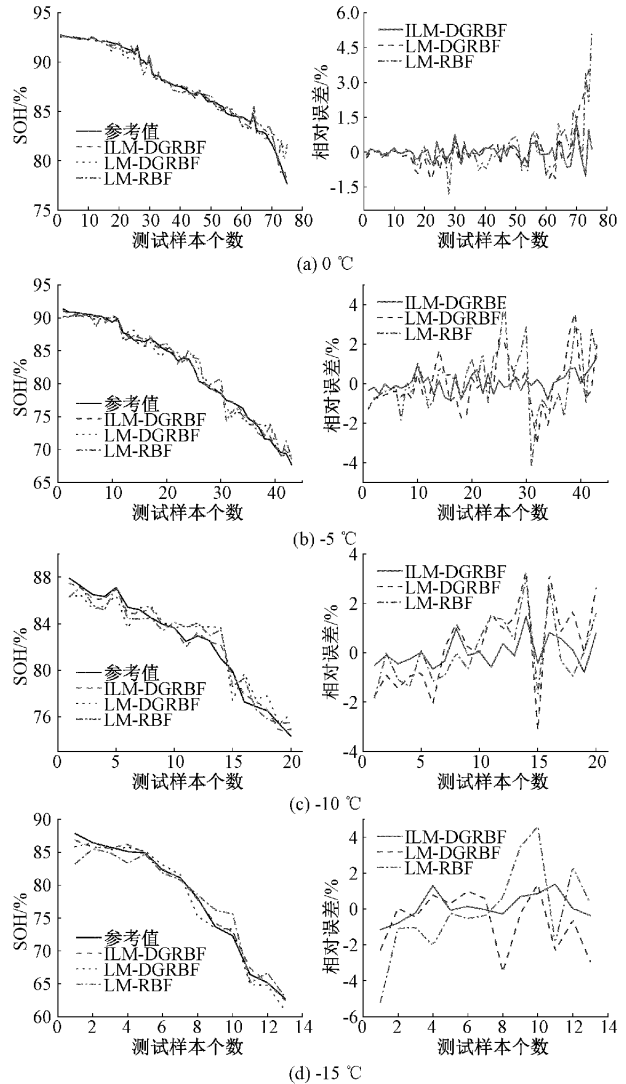 SOH/%
95
90
85
80
75
参考值
ILM-DGRBF
LM-DGRBF
LM-RBF
0 10 20 30 40 50 60 70 80
测试样本个数
相对误差/%
6.0
4.5
3.0
1.5
0
-1.5
ILM-DGRBF
LM-DGRBF
LM-RBF
0 10 20 30 40 50 60 70 80
测试样本个数
(a) 0 ℃
SOH/%
95
90
85
80
75
70
65
参考值
ILM-DGRBF
LM-DGRBF
LM-RBF
0 10 20 30 40
测试样本个数
相对误差/%
4
2
0
-2
-4
ILM-DGRBF
LM-DGRBF
LM-RBF
0 10 20 30 40
测试样本个数
(b) -5 ℃
SOH/%
88
84
80
76
参考值
ILM-DGRBF
LM-DGRBF
LM-RBF
0 5 10 15 20
测试样本个数
相对误差/%
4
2
0
-2
-4
ILM-DGRBF
LM-DGRBF
LM-RBF
0 5 10 15 20
测试样本个数
(c) -10 ℃
SOH/%
90
85
80
75
70
65
60
参考值
ILM-DGRBF
LM-DGRBF
LM-RBF
0 2 4 6 8 10 12 14
测试样本个数
相对误差/%
6
4
2
0
-2
-4
-6
ILM-DGRBF
LM-DGRBF
LM-RBF
0 2 4 6 8 10 12 14
测试样本个数
(d) -15 ℃